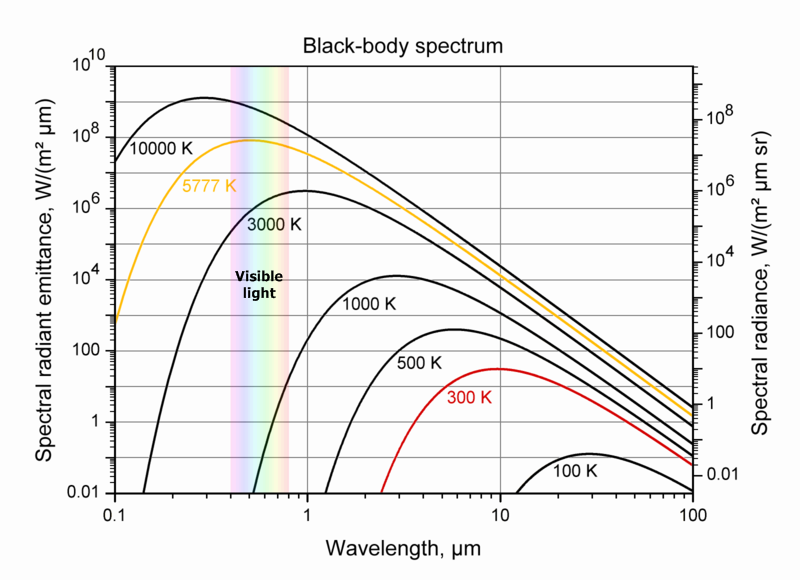 Black-body spectrum
Spectral radiant emittance, W/(m² µm)
10^10
10^8
10^6
10^4
100
1
0.01
10^8
10^6
10^4
100
1
0.01
Spectral radiance, W/(m² µm sr)
10000 K
5777 K
3000 K
Visible
light
1000 K
500 K
300 K
100 K
0.1 1 10 100
Wavelength, µm